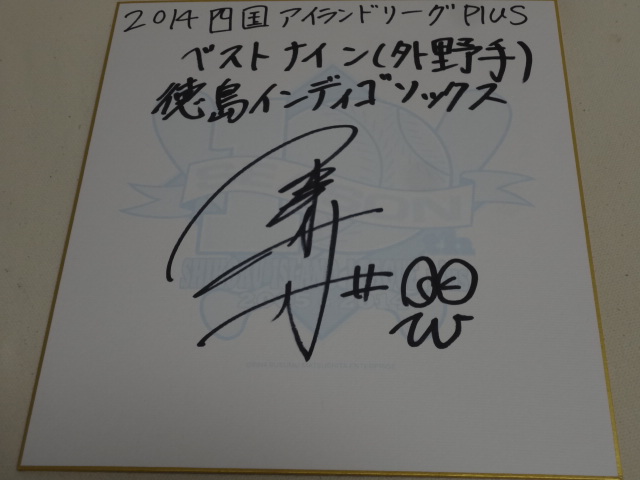 2014 四国アイランドリーグPlus
ベストナイン(外野手)
徳島インディゴソックス
#00